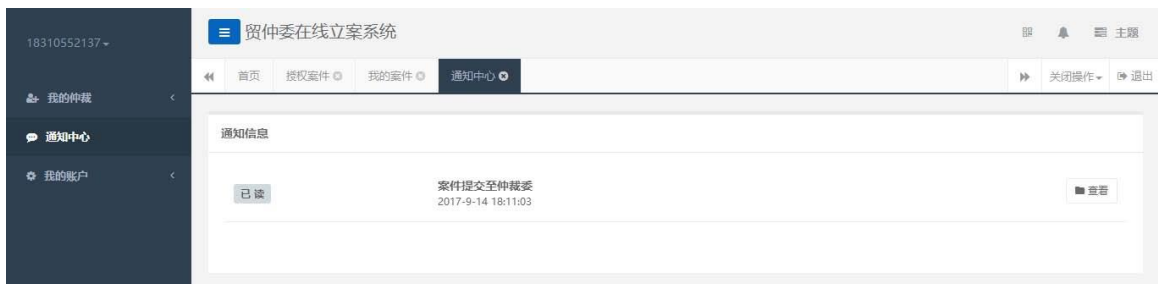 18310552137
贸仲委在线立案系统
主题
首页
授权案件
我的案件
通知中心
关闭操作
退出
我的仲裁
通知中心
我的账户
通知信息
已读
案件提交至仲裁委
2017-9-14 18:11:03
查看